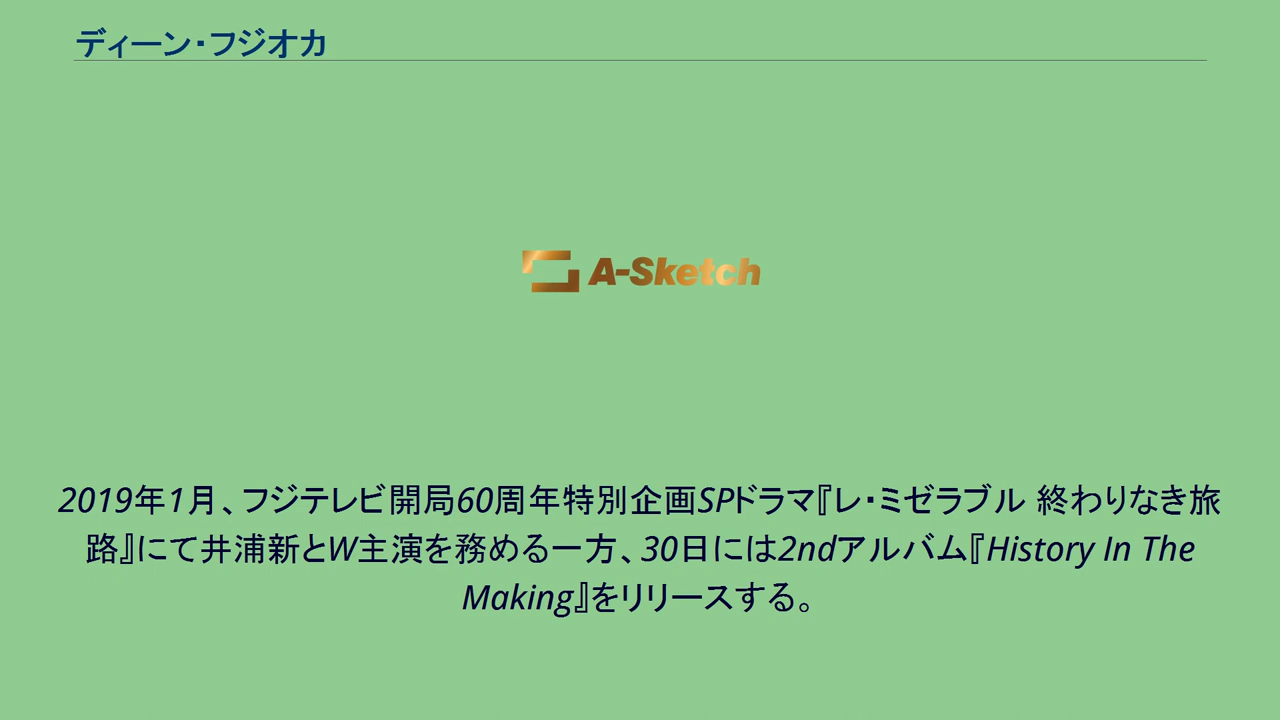 ディーン・フジオカ
A-Sketch
2019年1月、フジテレビ開局60周年特別企画SPドラマ『レ・ミゼラブル 終わりなき旅
路』にて井浦新とW主演を務める一方、30日には2ndアルバム『History In The
Making』をリリースする。